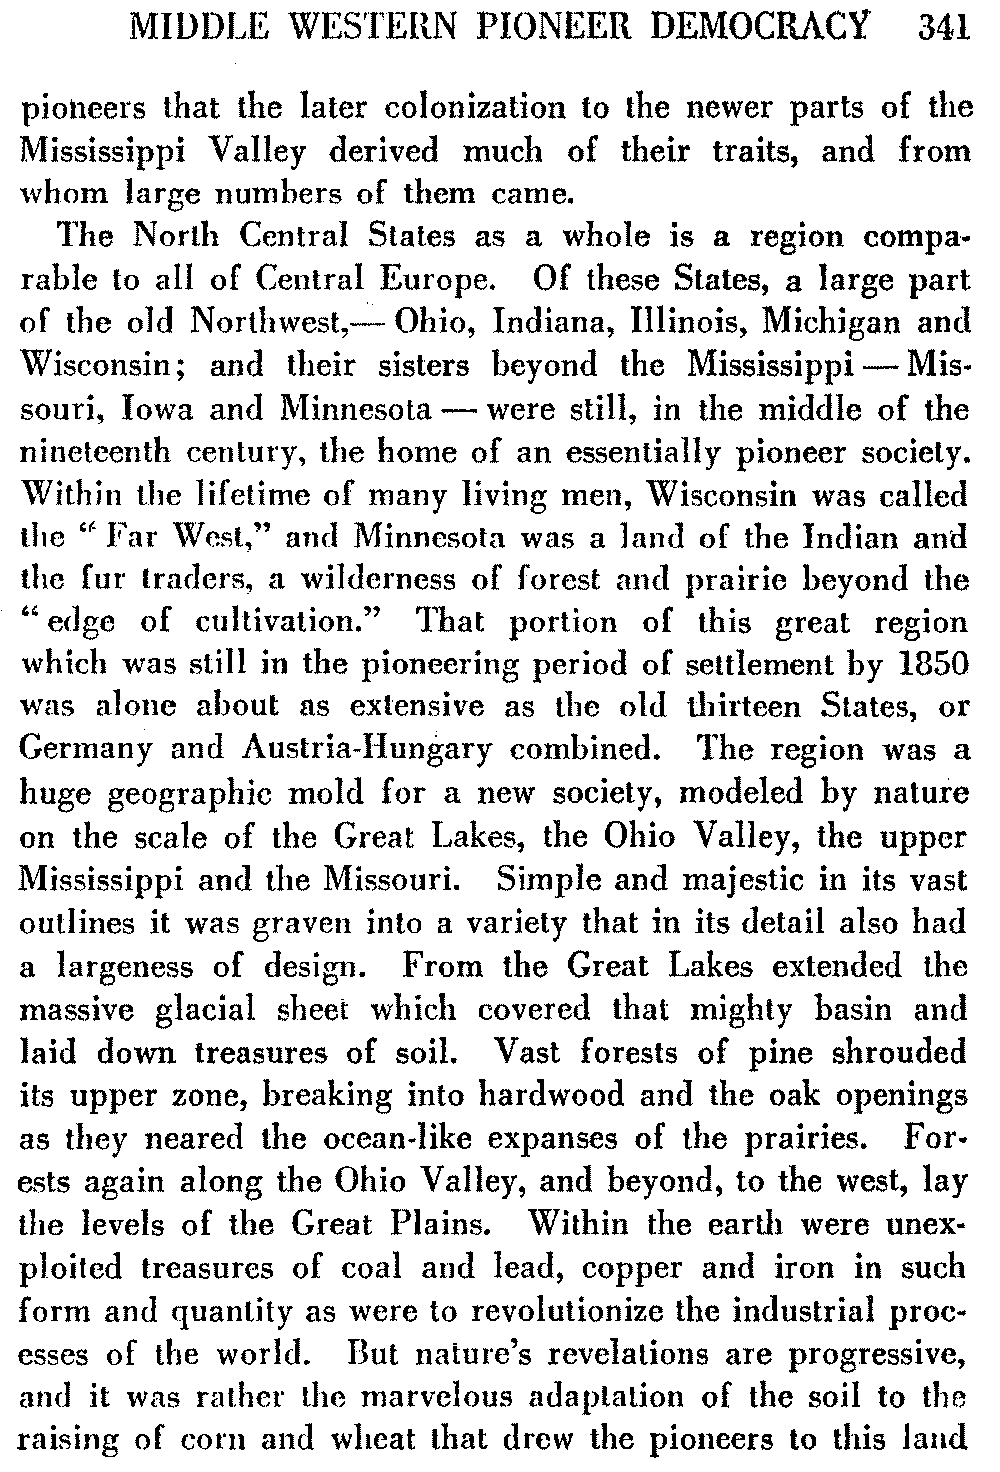 MIDDLE WESTERN PIONEER DEMOCRACY 341
pioneers that the later colonization to the newer parts of the
Mississippi Valley derived much of their traits, and from
whom large numbers of them came.
The North Central States as a whole is a region compa-
rable to all of Central Europe. Of these States, a large part
of the old Northwest,— Ohio, Indiana, Illinois, Michigan and
Wisconsin; and their sisters beyond the Mississippi — Mis-
souri, Iowa and Minnesota — were still, in the middle of the
nineteenth century, the home of an essentially pioneer society.
Within the lifetime of many living men, Wisconsin was called
the “ Far West,” and Minnesota was a land of the Indian and
the fur traders, a wilderness of forest and prairie beyond the
“ edge of cultivation.” That portion of this great region
which was still in the pioneering period of settlement by 1850
was alone about as extensive as the old thirteen States, or
Germany and Austria-Hungary combined. The region was a
huge geographic mold for a new society, modeled by nature
on the scale of the Great Lakes, the Ohio Valley, the upper
Mississippi and the Missouri. Simple and majestic in its vast
outlines it was graven into a variety that in its detail also had
a largeness of design. From the Great Lakes extended the
massive glacial sheet which covered that mighty basin and
laid down treasures of soil. Vast forests of pine shrouded
its upper zone, breaking into hardwood and the oak openings
as they neared the ocean-like expanses of the prairies. For-
ests again along the Ohio Valley, and beyond, to the west, lay
the levels of the Great Plains. Within the earth were unex-
ploited treasures of coal and lead, copper and iron in such
form and quantity as were to revolutionize the industrial proc-
esses of the world. But nature’s revelations are progressive,
and it was rather the marvelous adaptation of the soil to the
raising of corn and wheat that drew the pioneers to this land